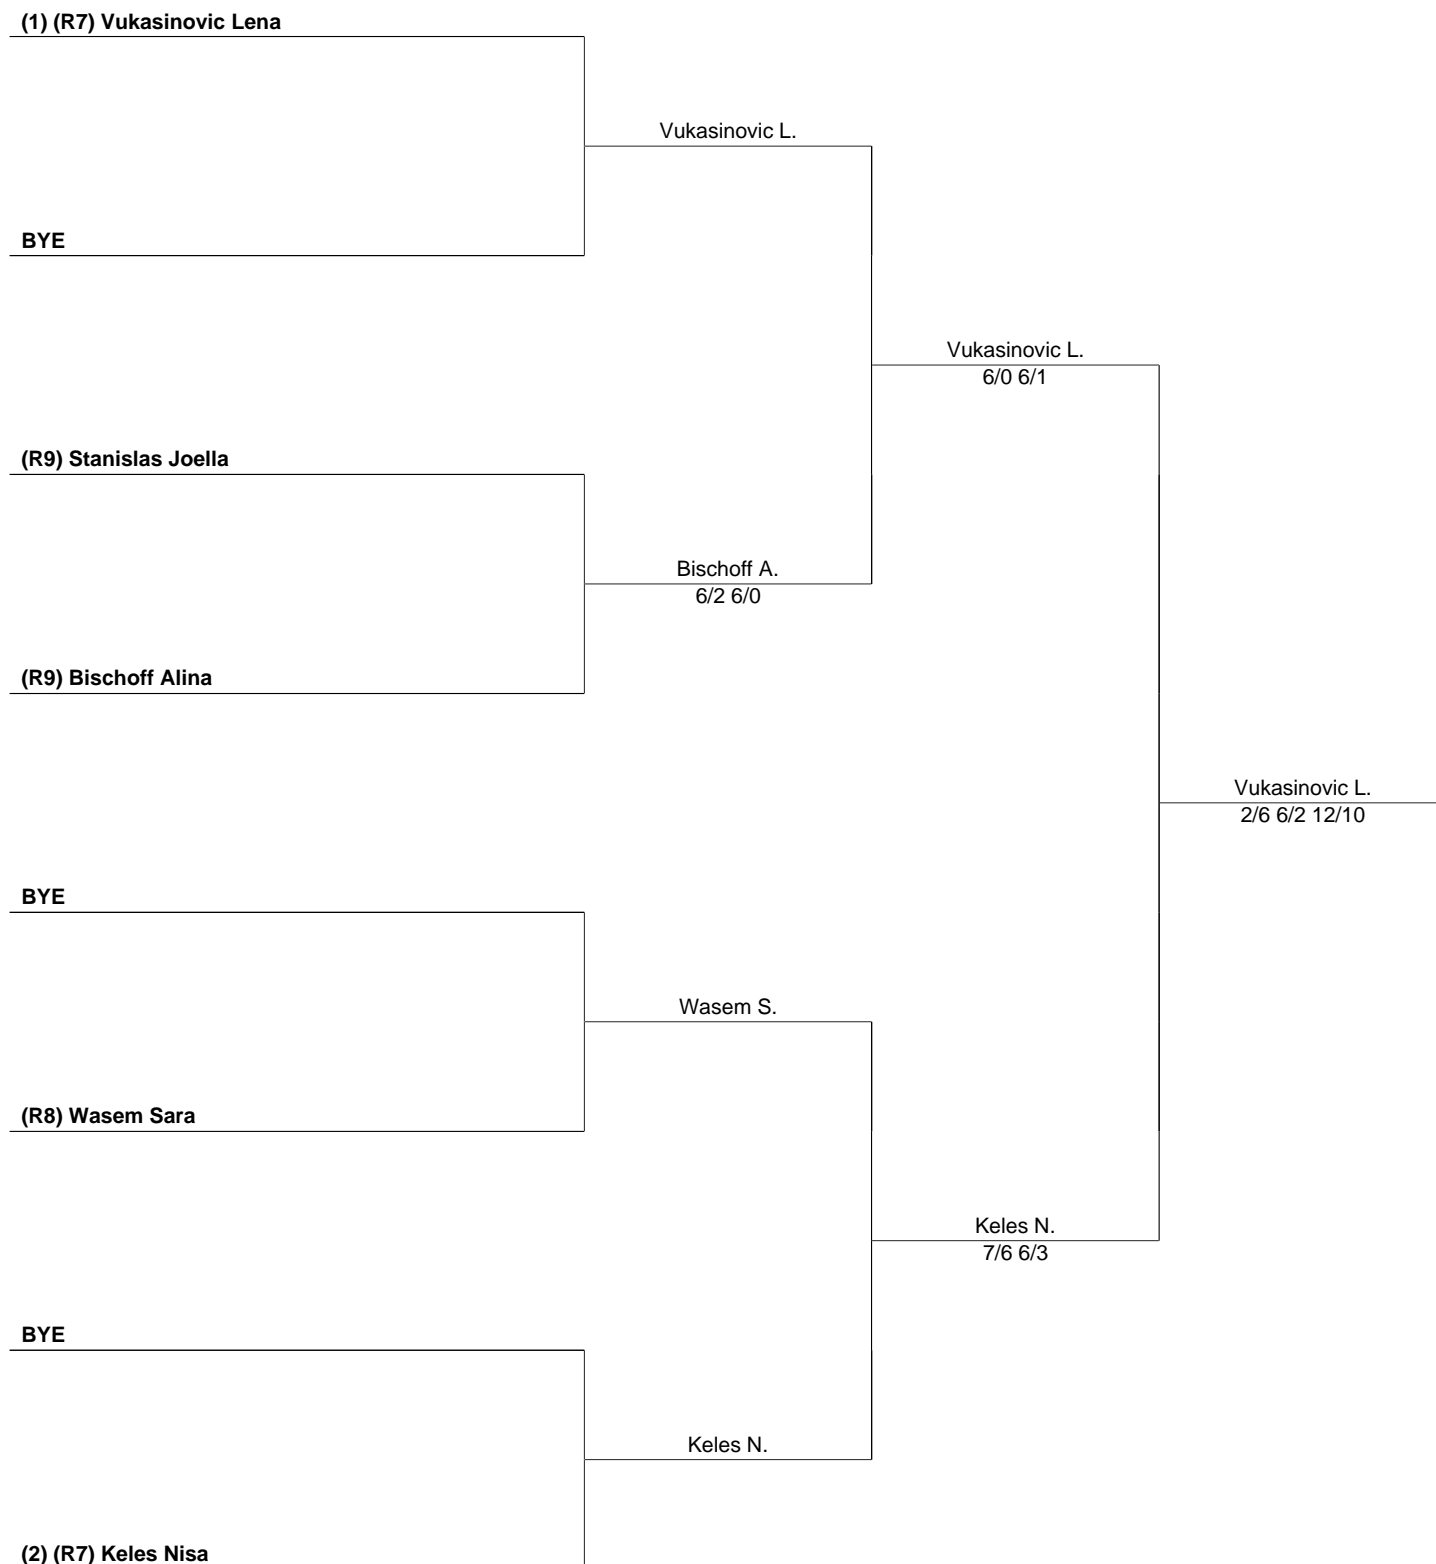 (1) (R7) Vukasinovic Lena
Vukasinovic L.
BYE
Vukasinovic L.
6/0 6/1
(R9) Stanislas Joella
Bischoff A.
6/2 6/0
(R9) Bischoff Alina
Vukasinovic L.
2/6 6/2 12/10
BYE
Wasem S.
(R8) Wasem Sara
Keles N.
7/6 6/3
BYE
Keles N.
(2) (R7) Keles Nisa